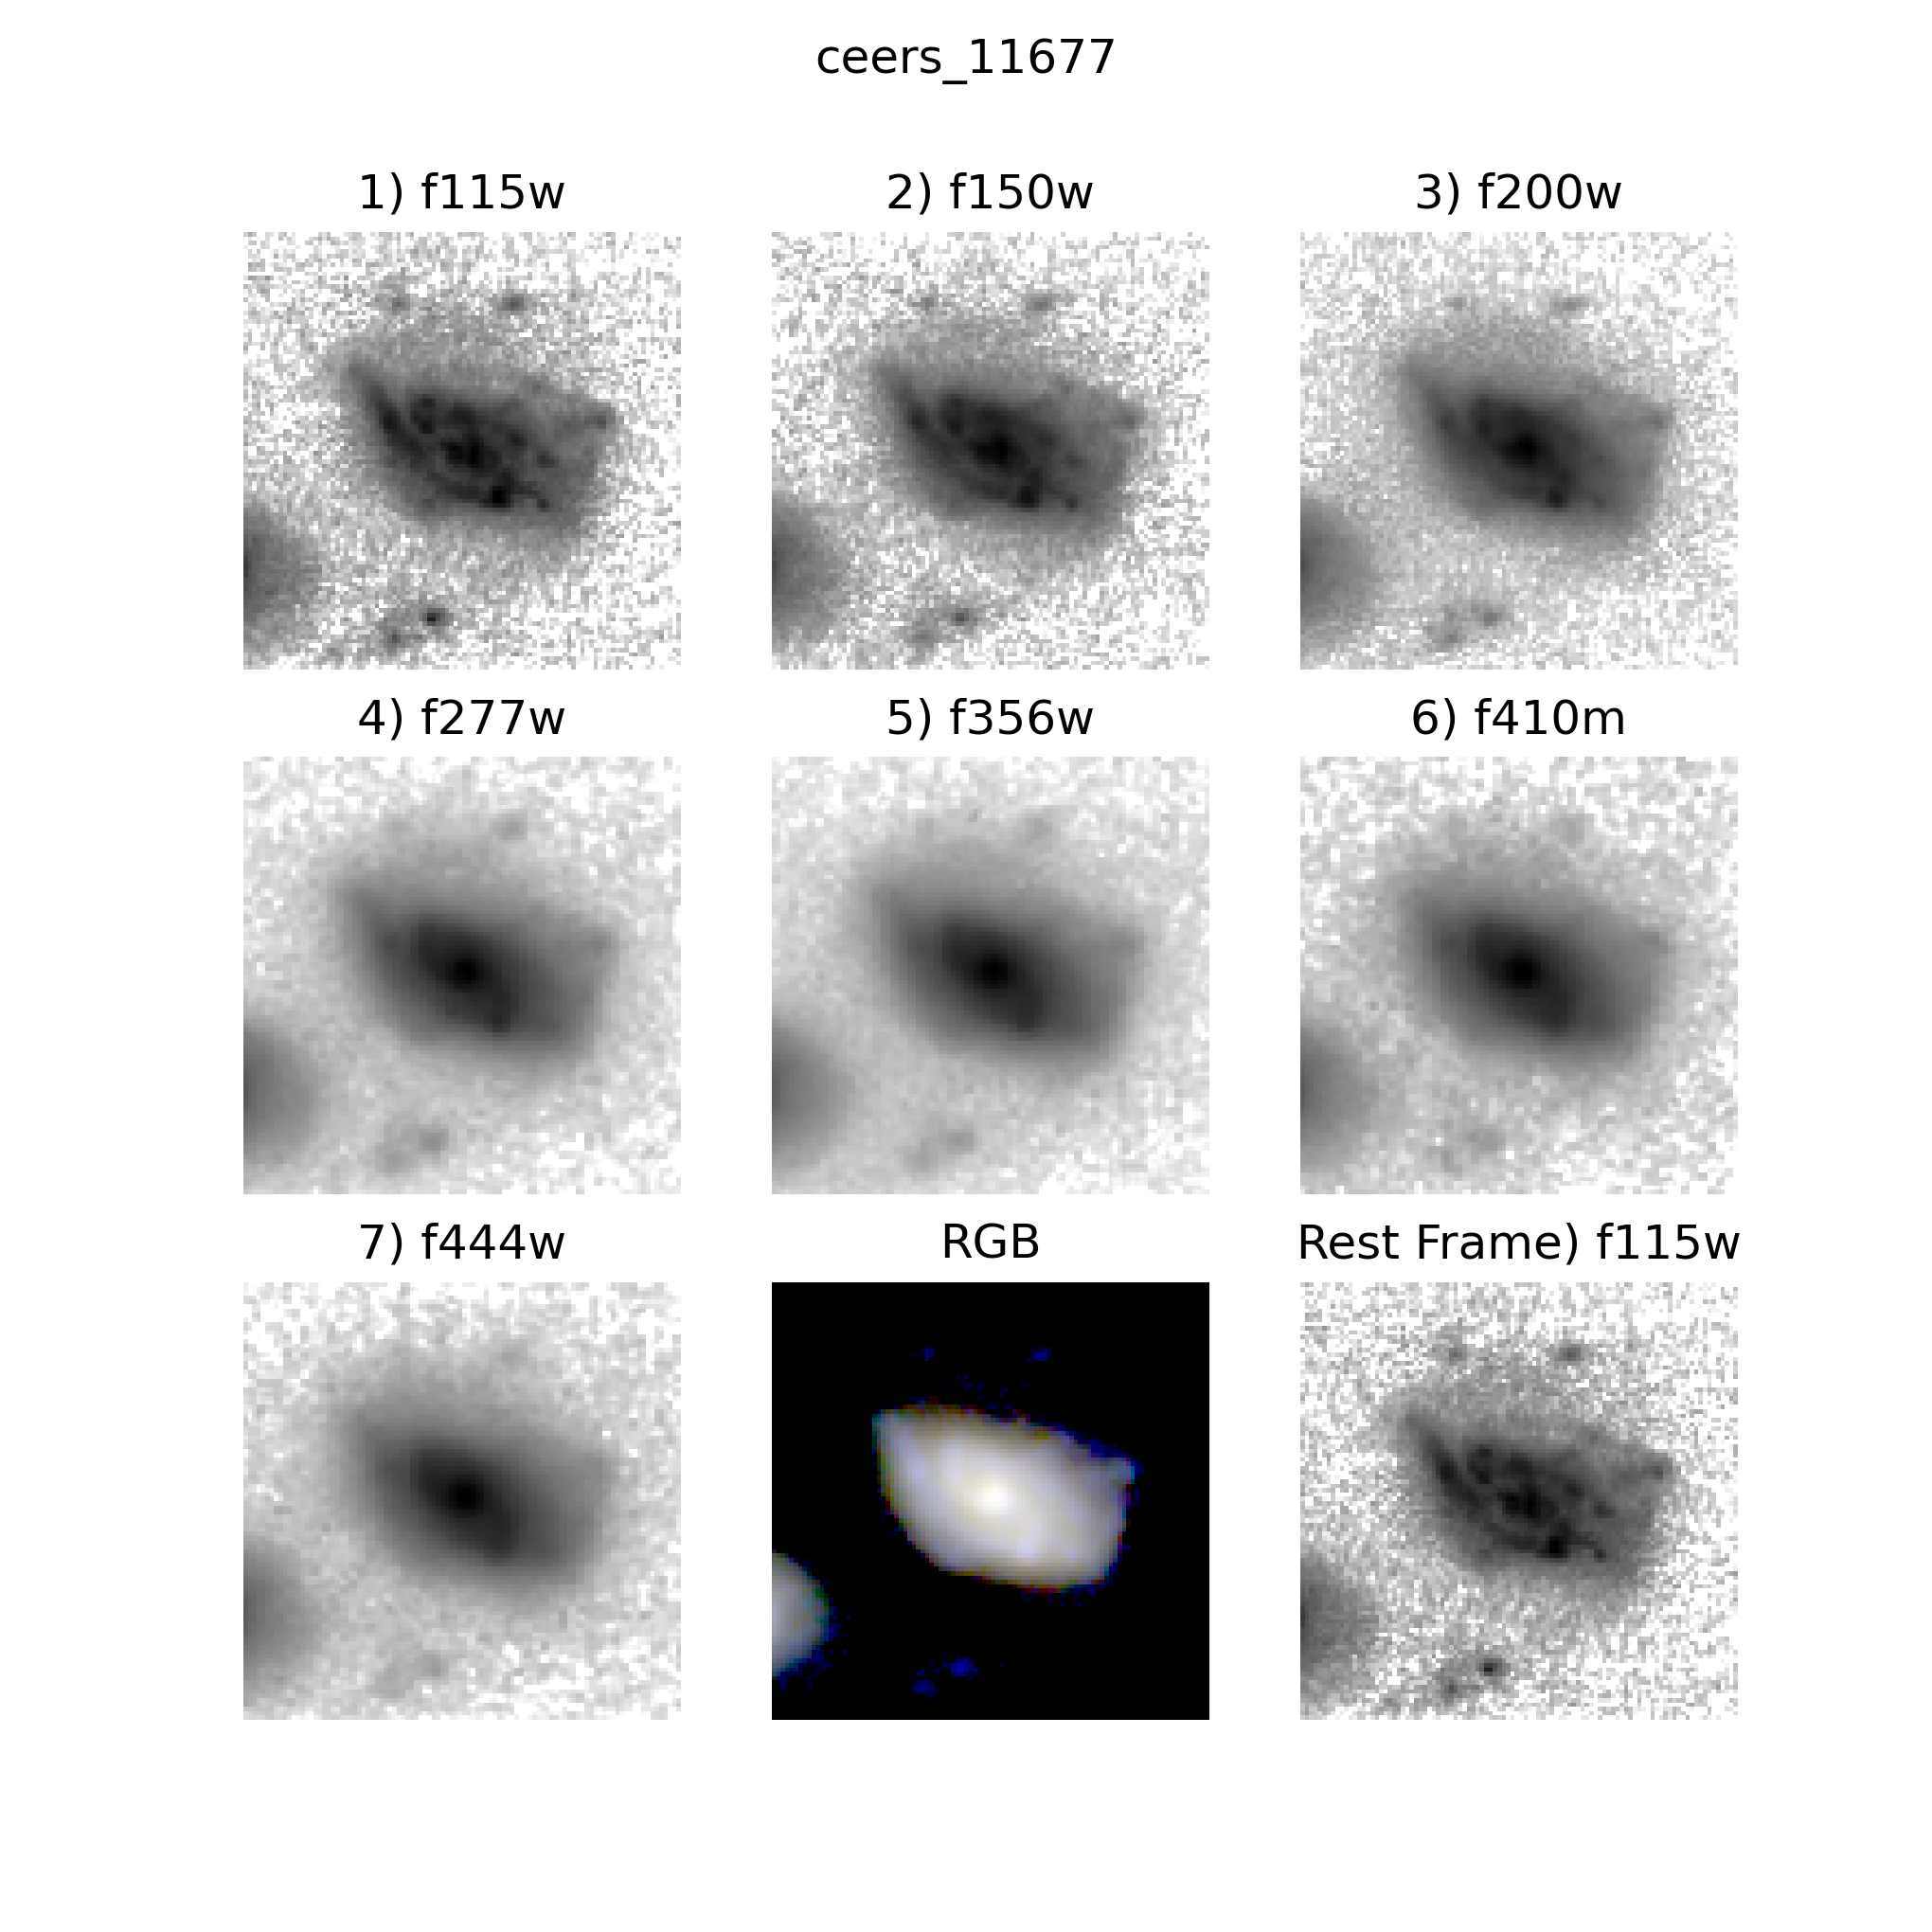 ceers_11677
1) f115w
2) f150w
3) f200w
4) f277w
5) f356w
6) f410m
7) f444w
RGB
Rest Frame) f115w